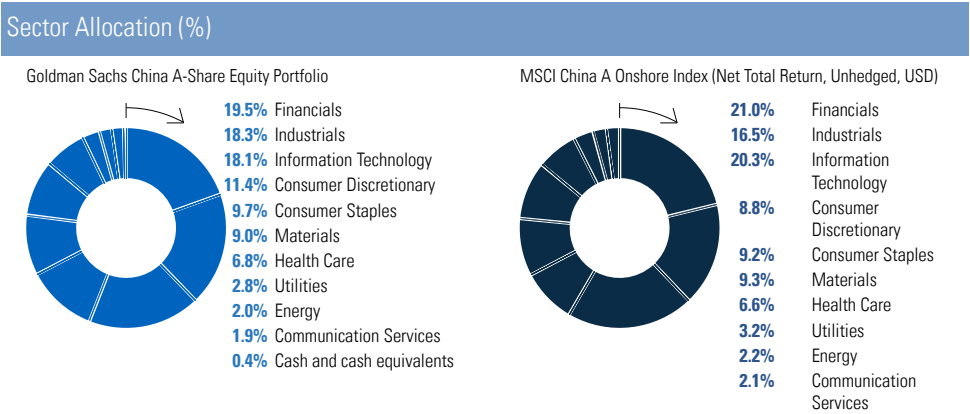 Sector Allocation (%)
Goldman Sachs China A-Share Equity Portfolio
19.5% Financials
18.3% Industrials
18.1% Information Technology
11.4% Consumer Discretionary
9.7% Consumer Staples
9.0% Materials
6.8% Health Care
2.8% Utilities
2.0% Energy
1.9% Communication Services
0.4% Cash and cash equivalents
MSCI China A Onshore Index (Net Total Return, Unhedged, USD)
21.0% Financials
16.5% Industrials
20.3% Information
Technology
8.8% Consumer
Discretionary
9.2% Consumer Staples
9.3% Materials
6.6% Health Care
3.2% Utilities
2.2% Energy
2.1% Communication
Services